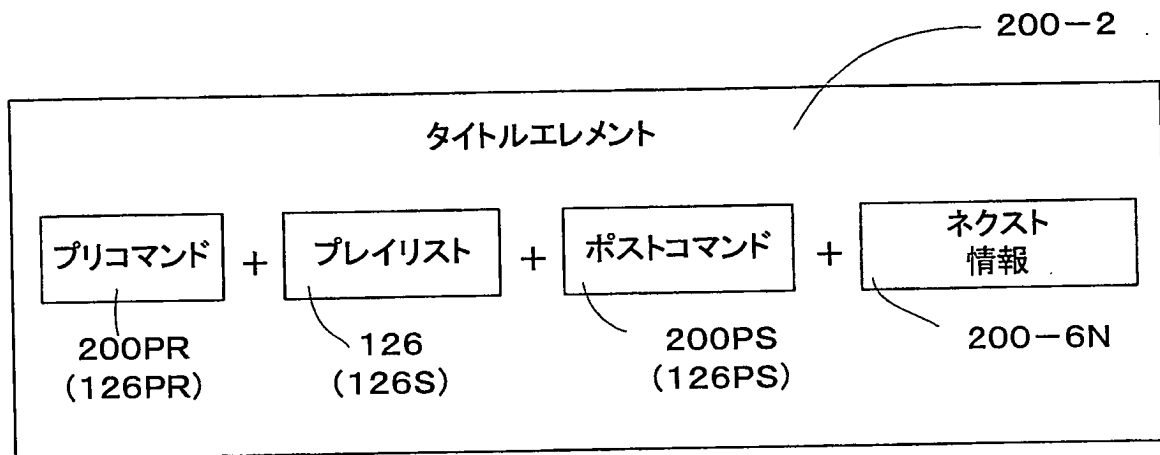 200−2
タイトルエレメント
プリコマンド + プレイリスト + ポストコマンド + ネクスト
情報
200PR 126 200PS 200−6N
(126PR) (126S) (126PS)